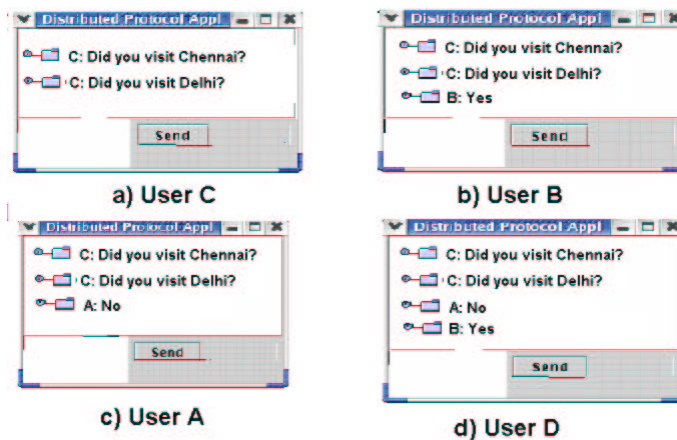 Distributed Protocol Appl
C: Did you visit Chennai?
C: Did you visit Delhi?
Send
a) User C
Distributed Protocol Appl
C: Did you visit Chennai?
C: Did you visit Delhi?
B: Yes
Send
b) User B
Distributed Protocol Appl
C: Did you visit Chennai?
C: Did you visit Delhi?
A: No
Send
c) User A
Distributed Protocol Appl
C: Did you visit Chennai?
C: Did you visit Delhi?
A: No
B: Yes
Send
d) User D